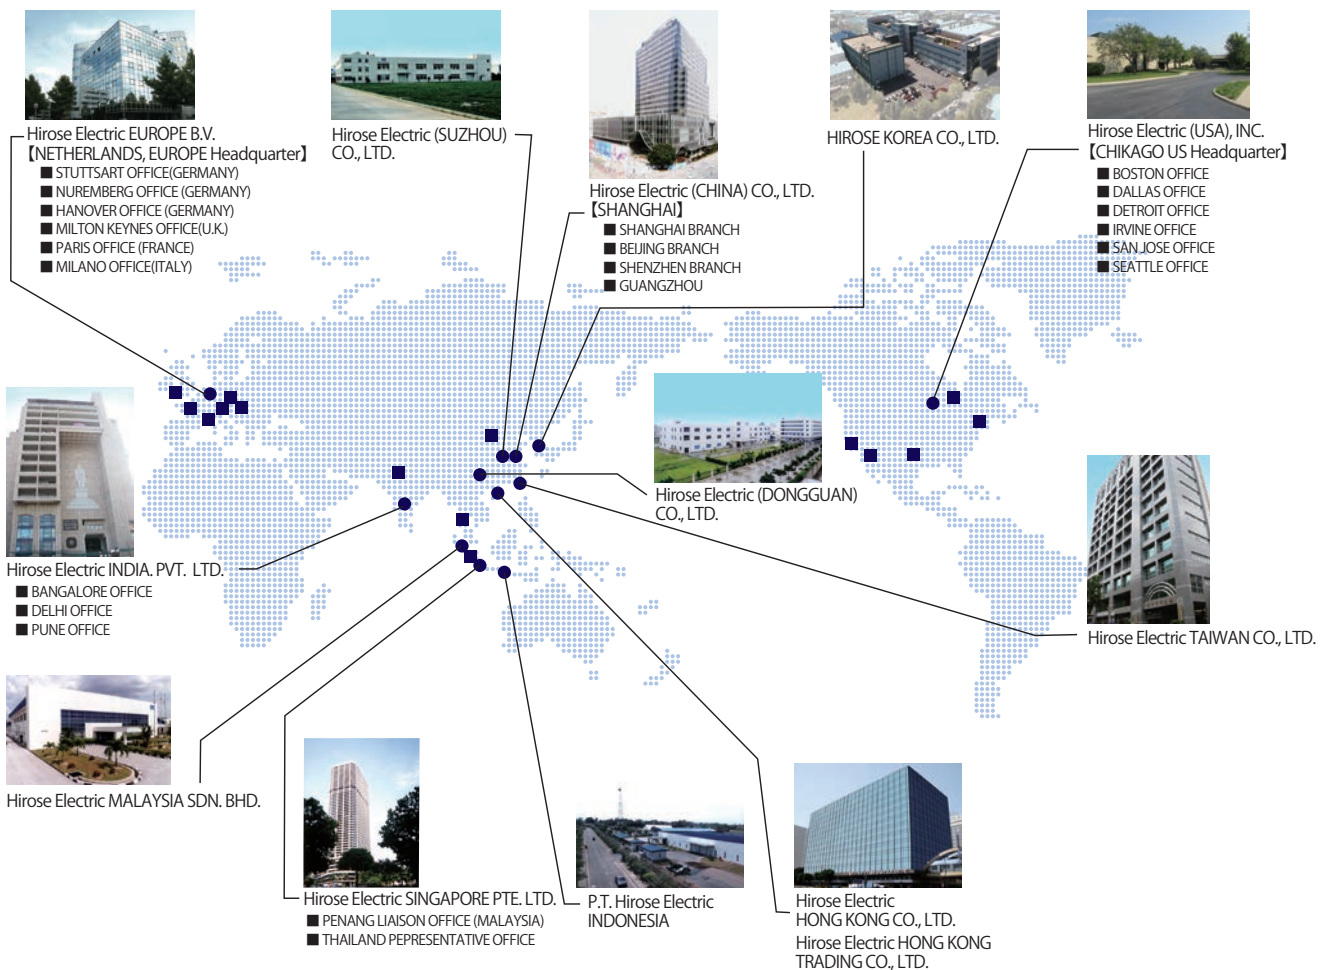 Hirose Electric EUROPE B.V.
【NETHERLANDS, EUROPE Headquarter】
■ STUTTSART OFFICE(GERMANY)
■ NUREMBERG OFFICE (GERMANY)
■ HANOVER OFFICE (GERMANY)
■ MILTON KEYNES OFFICE(U.K.)
■ PARIS OFFICE (FRANCE)
■ MILANO OFFICE(ITALY)
Hirose Electric (SUZHOU)
CO., LTD.
Hirose Electric (CHINA) CO., LTD.
【SHANGHAI】
■ SHANGHAI BRANCH
■ BEIJING BRANCH
■ SHENZHEN BRANCH
■ GUANGZHOU
HIROSE KOREA CO., LTD.
Hirose Electric (USA), INC.
【CHIKAGO US Headquarter】
■ BOSTON OFFICE
■ DALLAS OFFICE
■ DETROIT OFFICE
■ IRVINE OFFICE
■ SAN JOSE OFFICE
■ SEATTLE OFFICE
Hirose Electric (DONGGUAN)
CO., LTD.
Hirose Electric INDIA. PVT. LTD.
■ BANGALORE OFFICE
■ DELHI OFFICE
■ PUNE OFFICE
Hirose Electric TAIWAN CO., LTD.
Hirose Electric MALAYSIA SDN. BHD.
Hirose Electric SINGAPORE PTE. LTD.
■ PENANG LIAISON OFFICE (MALAYSIA)
■ THAILAND PEPRESENTATIVE OFFICE
P.T. Hirose Electric
INDONESIA
Hirose Electric
HONG KONG CO., LTD.
Hirose Electric HONG KONG
TRADING CO., LTD.